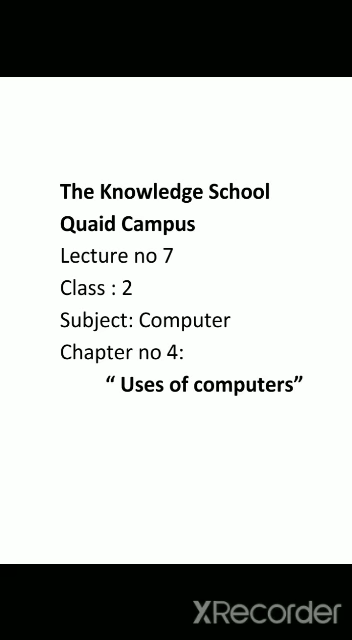 The Knowledge School
Quaid Campus
Lecture no 7
Class : 2
Subject: Computer
Chapter no 4:
“ Uses of computers”
XRecorder